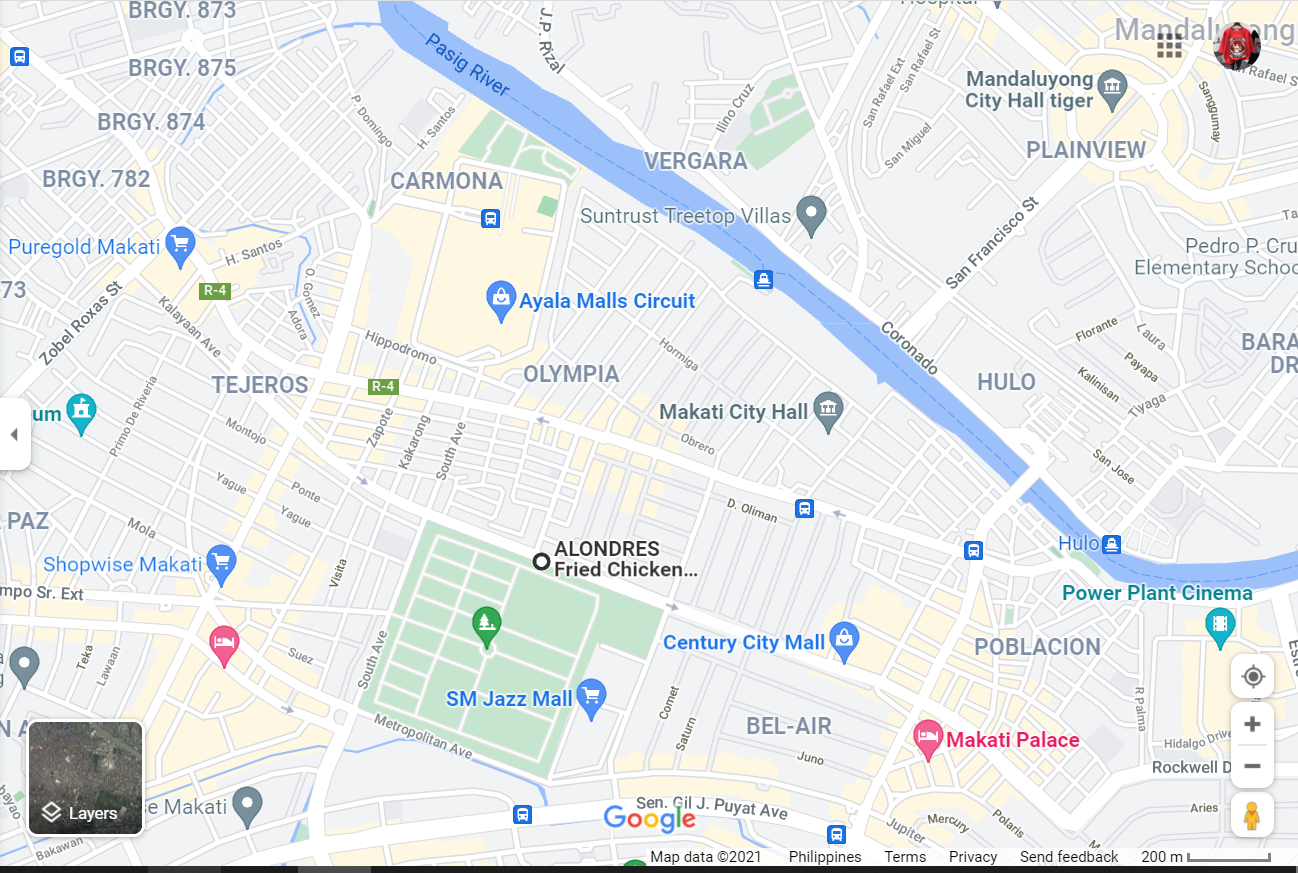 BRGY. 873
J.P. Rizal
Hospital
Mandaluyong
Pasig River
BRGY. 875
San Rafael St
San Rafael Ext
San Rafael S
Mandaluyong
City Hall tiger
Sanggumay
Illino Cruz
P. Domingo
H. Santos
BRGY. 874
San Miguel
PLAINVIEW
VERGARA
BRGY. 782
CARMONA
Suntrust Treetop Villas
San Francisco St
Ta
Puregold Makati
H. Santos
Pedro P. Cru
Elementary Schoo
73
R-4
O. Gomez
Ayala Malls Circuit
Zobel Roxas St
Kalayaan Ave
Adora
Coronado
Florante
Laura
BARA
DR
Hippodromo
Hormiga
Payapa
TEJEROS
R-4
OLYMPIA
HULO
Kalinisan
Tiyaga
um
Primo De Riveria
Makati City Hall
Montojo
Zapote
Kakarong
South Ave
Obrero
San Jose
Yague
Ponte
D. Oliman
PAZ
Mola
Yague
Hulo
Shopwise Makati
Visita
ALONDRES
Fried Chicken...
mpo Sr. Ext
Power Plant Cinema
Century City Mall
POBLACION
Teka
Lawaan
Suez
South Ave
Estre
SM Jazz Mall
Comet
Saturn
R Palma
N A
Metropolitan Ave
BEL-AIR
Makati Palace
Hidalgo Drive
Juno
Rockwell D
bayao
Layers
e Makati
Sen. Gil J. Puyat Ave
Google
Aries
Jupiter
Mercury
Polaris
Bakawan
Map data ©2021 Philippines Terms Privacy Send feedback 200 m